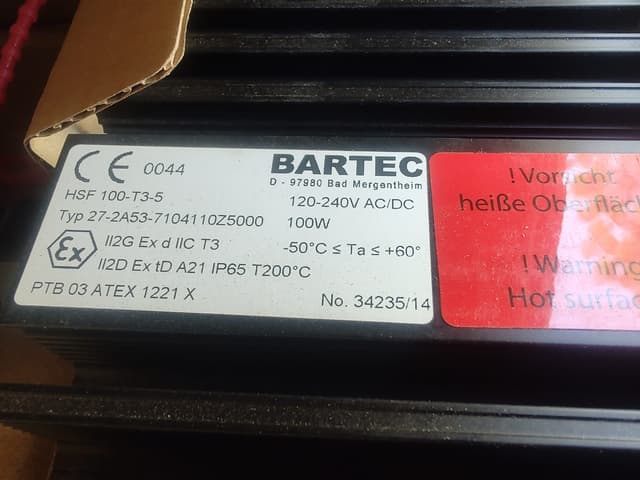 CE 0044
BARTEC
D - 97980 Bad Mergentheim
HSF 100-T3-5
120-240V AC/DC
Typ 27-2A53-7104110Z5000
100W
Ex
II2G Ex d IIC T3
-50°C ≤ Ta ≤ +60°
II2D Ex tD A21 IP65 T200°C
PTB 03 ATEX 1221 X
No. 34235/14
! Vorsicht
heiße Oberfläc
! Warning
Hot surfa